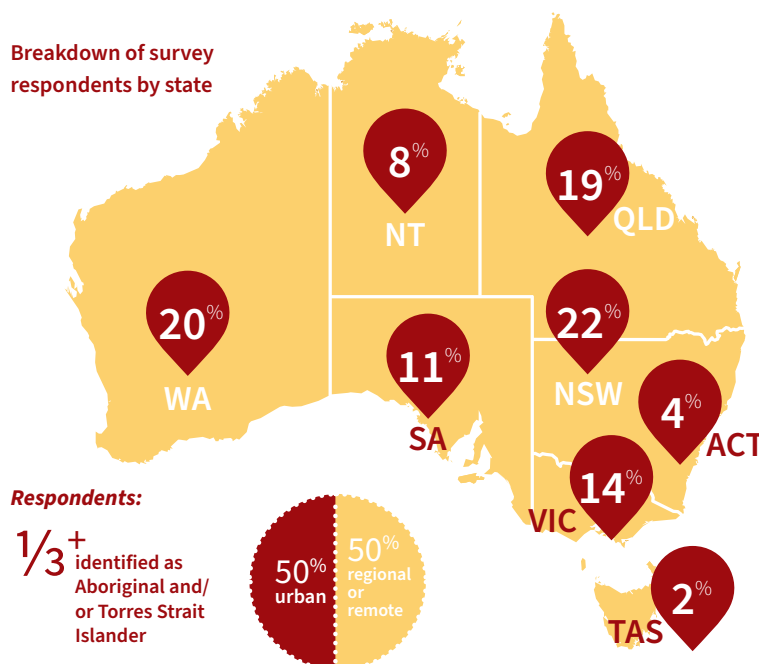 Breakdown of survey
respondents by state
8%
NT
19%
QLD
20%
WA
22%
NSW
11%
SA
4%
ACT
14%
VIC
2%
TAS
Respondents:
⅓+
identified as
Aboriginal and/
or Torres Strait
Islander
50%
urban
50%
regional
or
remote